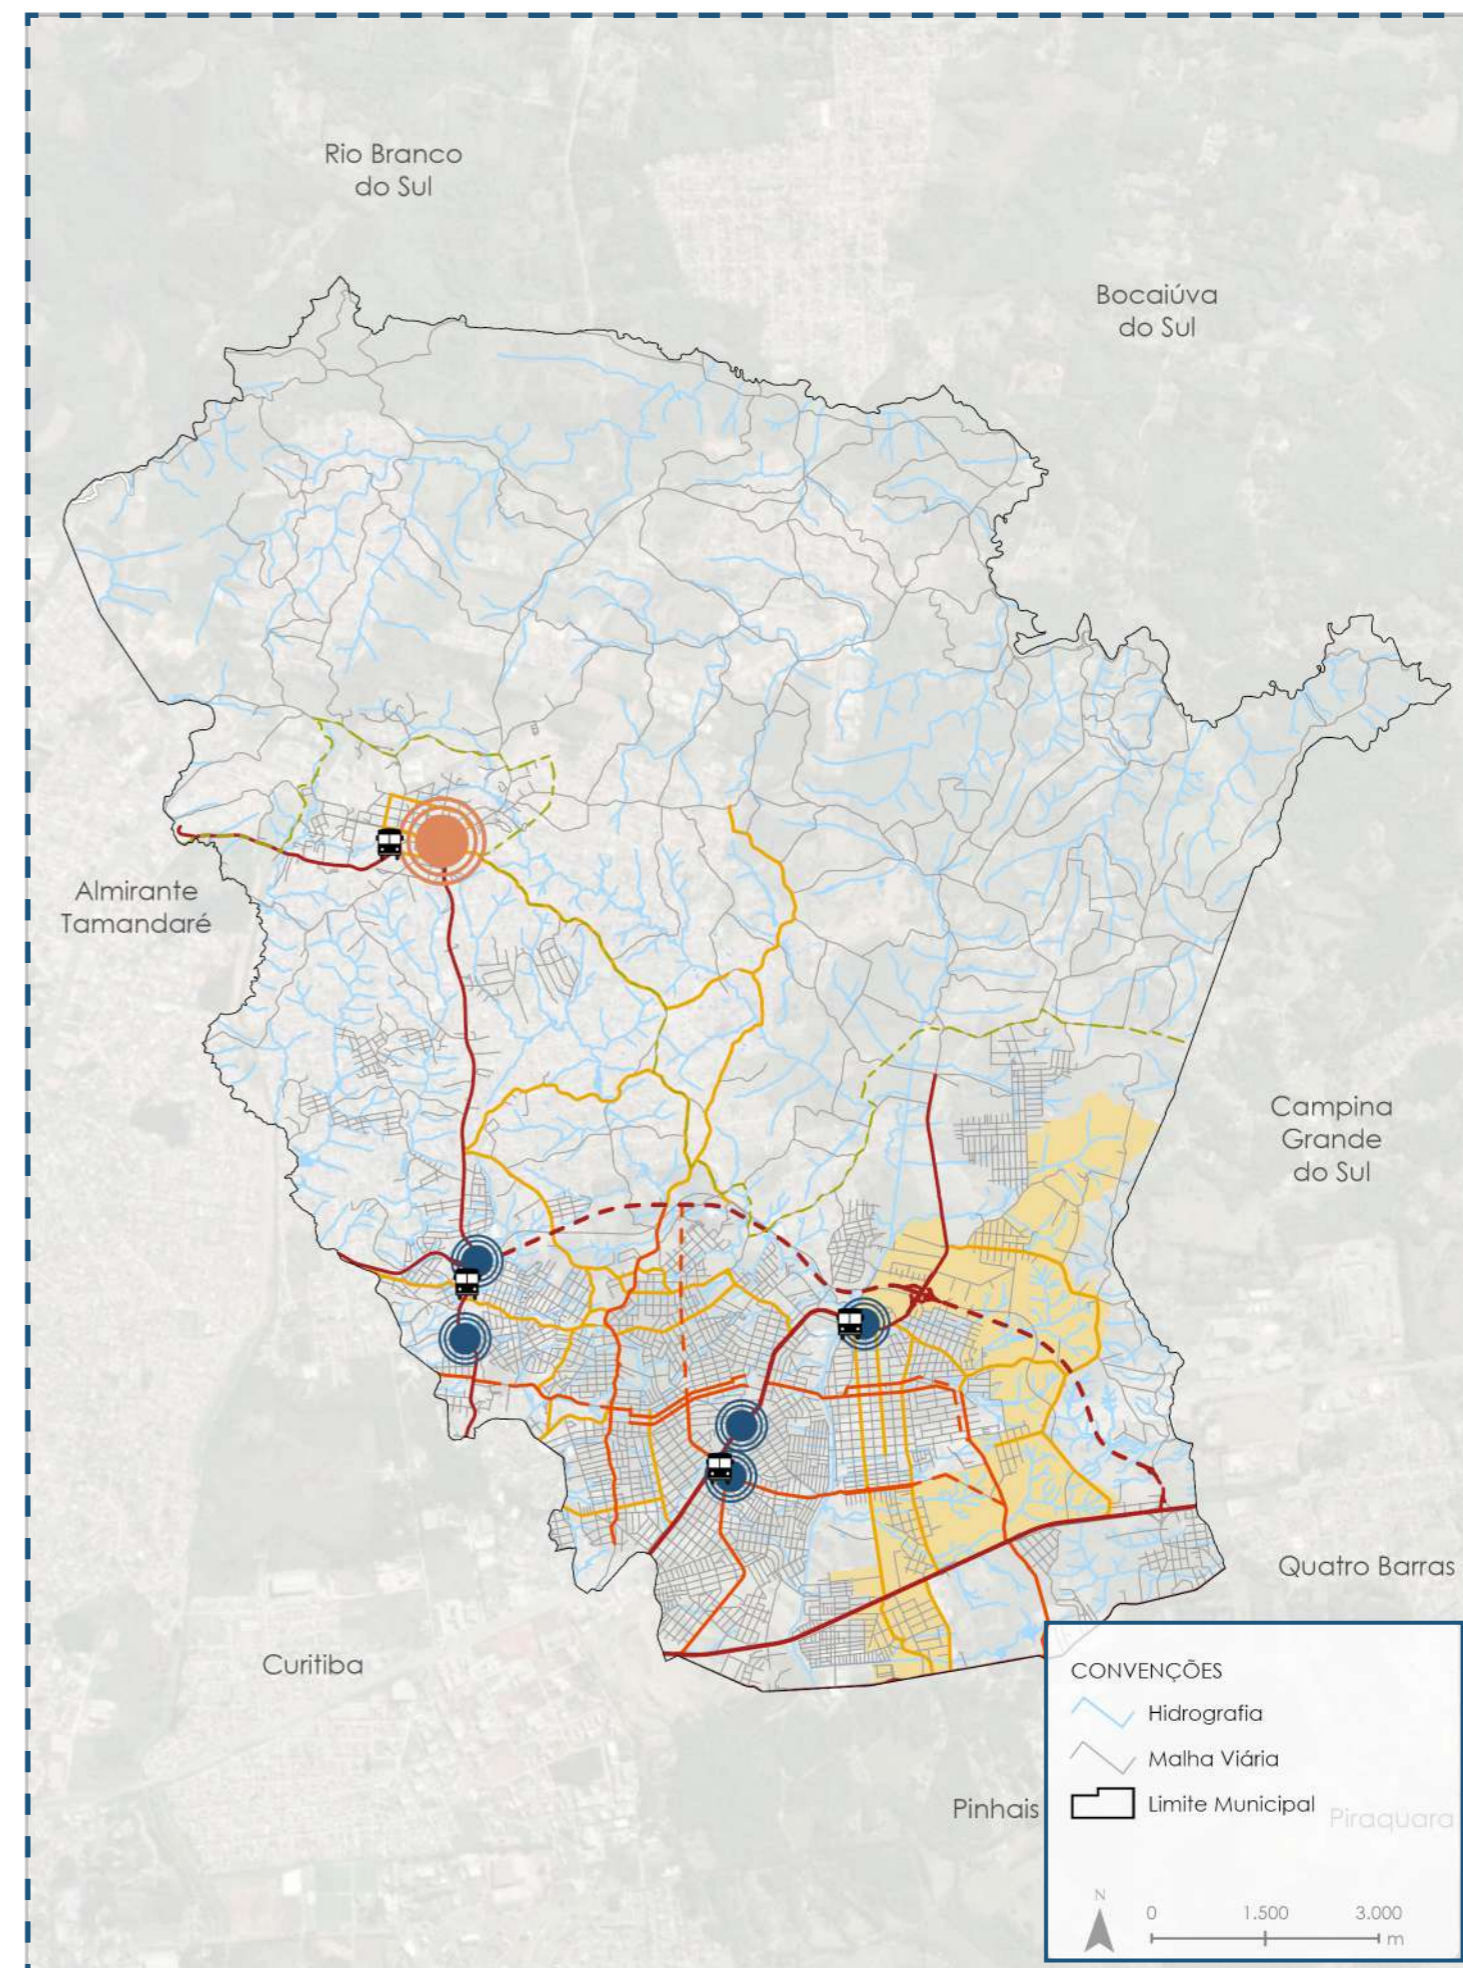 Rio Branco
do Sul
Bocaiúva
do Sul
Almirante
Tamandaré
Campina
Grande
do Sul
Quatro Barras
Curitiba
Pinhais
Piraquara
CONVENÇÕES
Hidrografia
Malha Viária
Limite Municipal
N
0 1.500 3.000
m